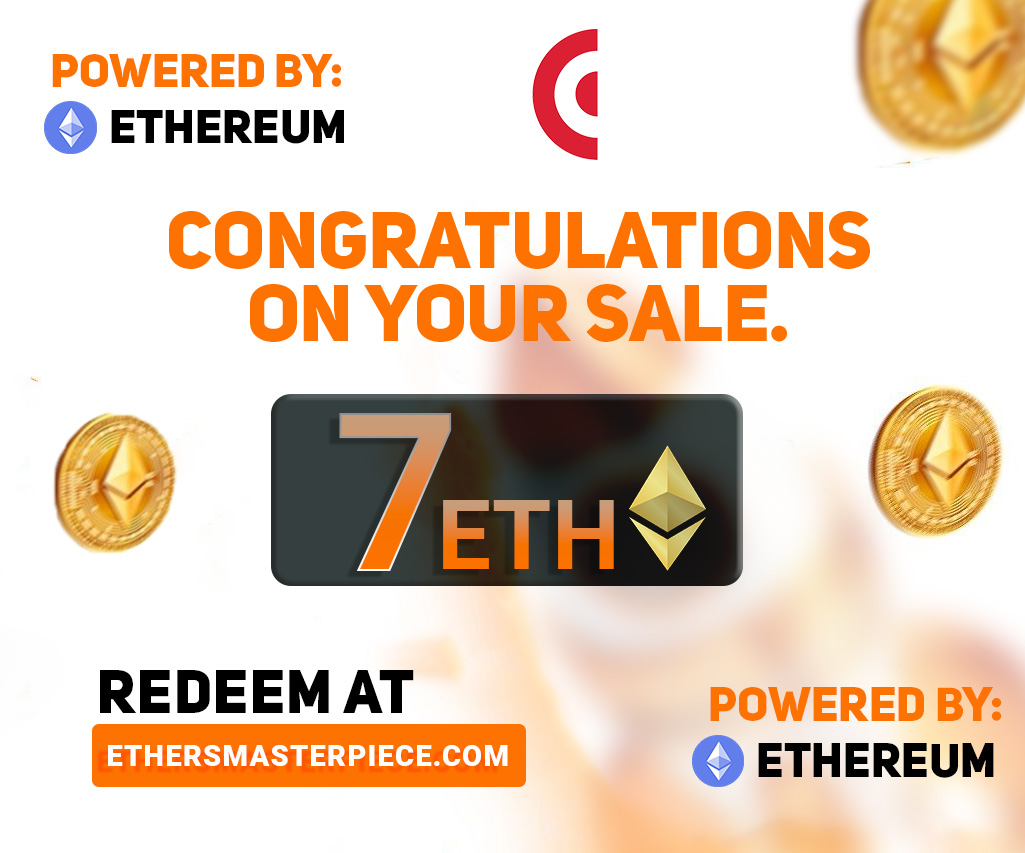 POWERED BY:
ETHEREUM
CONGRATULATIONS
ON YOUR SALE.
7 ETH
REDEEM AT
ETHERSMASTERPIECE.COM
POWERED BY:
ETHEREUM